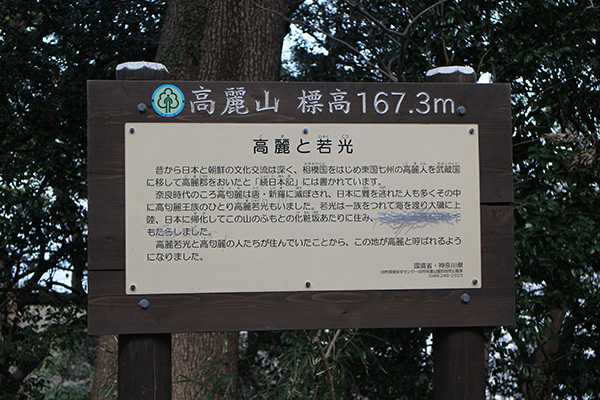 高麗山 標高167.3m
高麗と若光
昔から日本と朝鮮の文化交流は深く、相模国をはじめ東国七州の高麗人を武蔵国
に移して高麗郡をおいたと「続日本記」には書かれています。
奈良時代のころ高句麗は唐・新羅に滅ぼされ、日本に難を逃れた人も多くその中
に高句麗王族のひとり高麗若光もいました。若光は一族をつれて海を渡り大磯に上
陸、日本に帰化してこの山のふもとの化粧坂あたりに住み、
もたらしました。
高麗若光と高句麗の人たちが住んでいたことから、この地が高麗と呼ばれるよう
になりました。
環境省・神奈川県